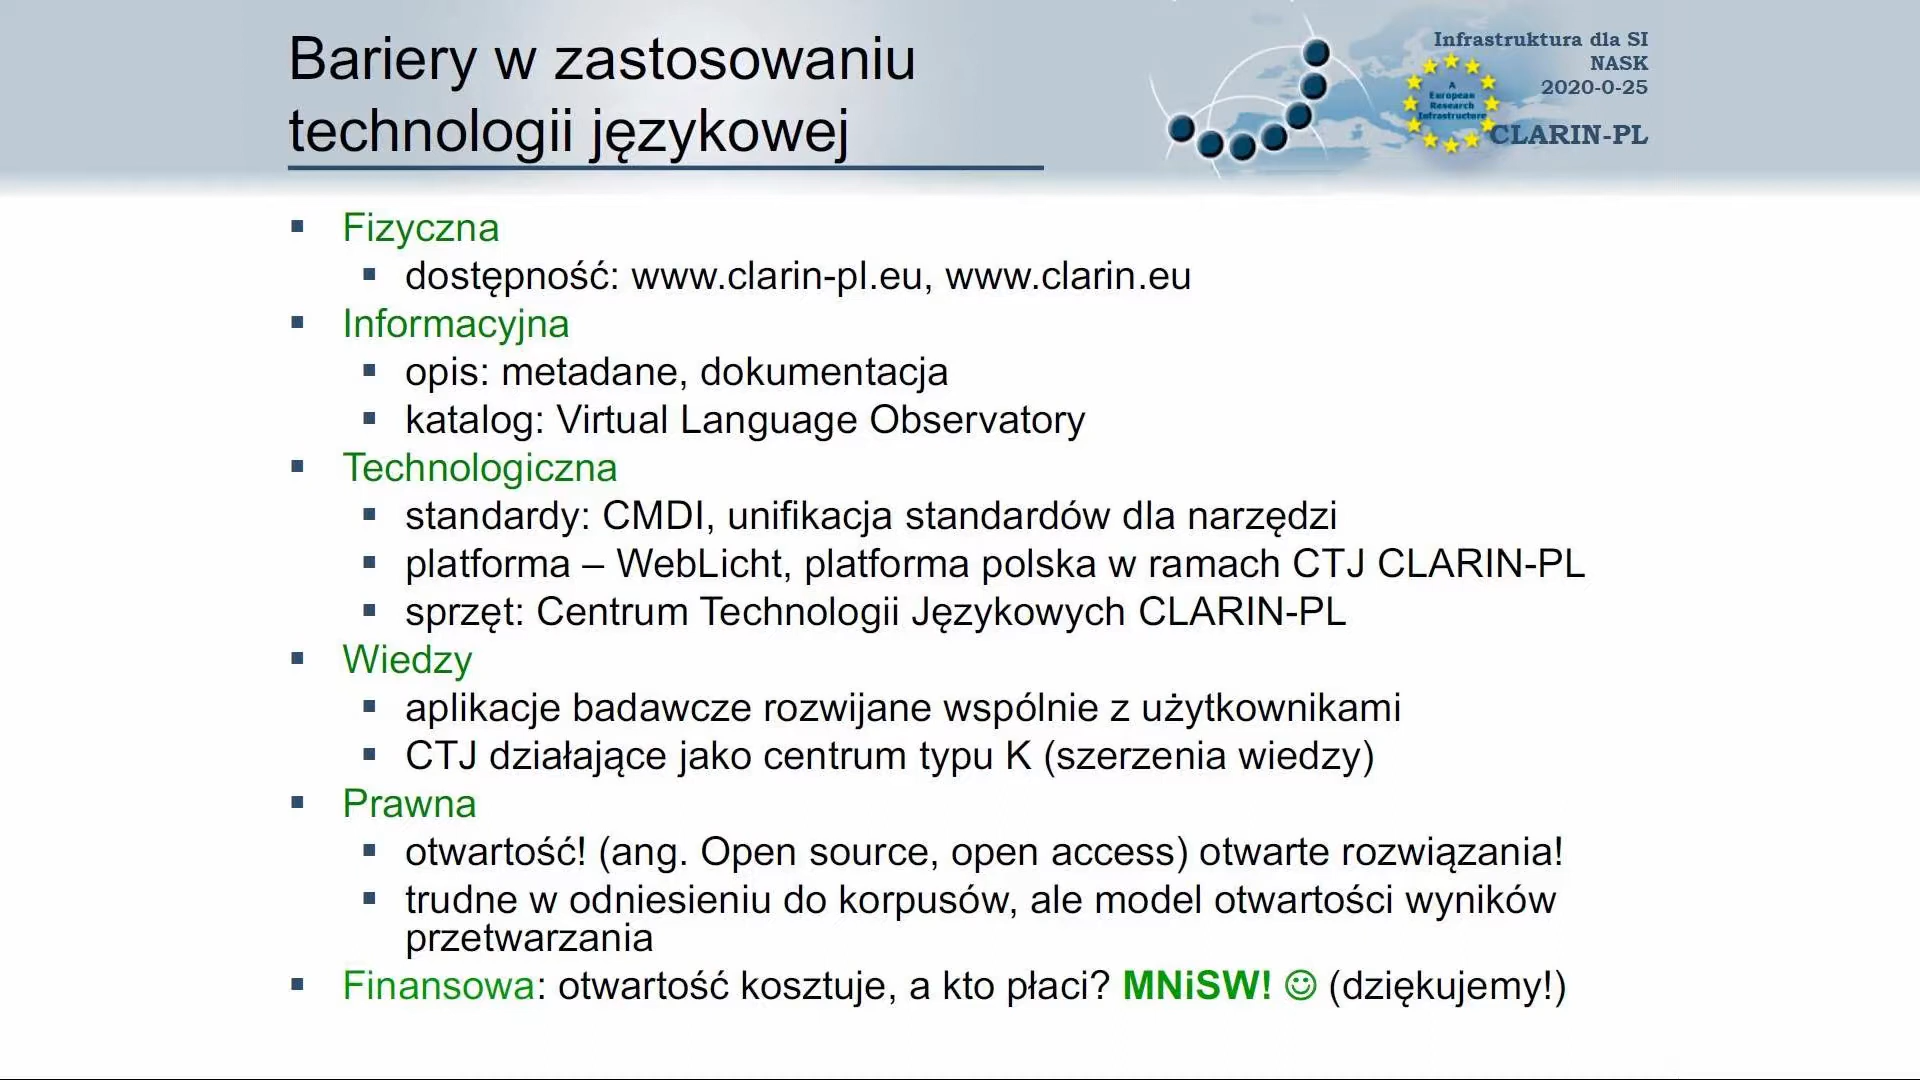 Bariery w zastosowaniu
technologii językowej
Infrastruktura dla SI
NASK
2020-0-25
A
European
Research
Infrastructure
CLARIN-PL
▪ Fizyczna
▪ dostępność: www.clarin-pl.eu, www.clarin.eu
▪ Informacyjna
▪ opis: metadane, dokumentacja
▪ katalog: Virtual Language Observatory
▪ Technologiczna
▪ standardy: CMDI, unifikacja standardów dla narzędzi
▪ platforma – WebLicht, platforma polska w ramach CTJ CLARIN-PL
▪ sprzęt: Centrum Technologii Językowych CLARIN-PL
▪ Wiedzy
▪ aplikacje badawcze rozwijane wspólnie z użytkownikami
▪ CTJ działające jako centrum typu K (szerzenia wiedzy)
▪ Prawna
▪ otwartość! (ang. Open source, open access) otwarte rozwiązania!
▪ trudne w odniesieniu do korpusów, ale model otwartości wyników
przetwarzania
▪ Finansowa: otwartość kosztuje, a kto płaci? MNiSW! ☺ (dziękujemy!)